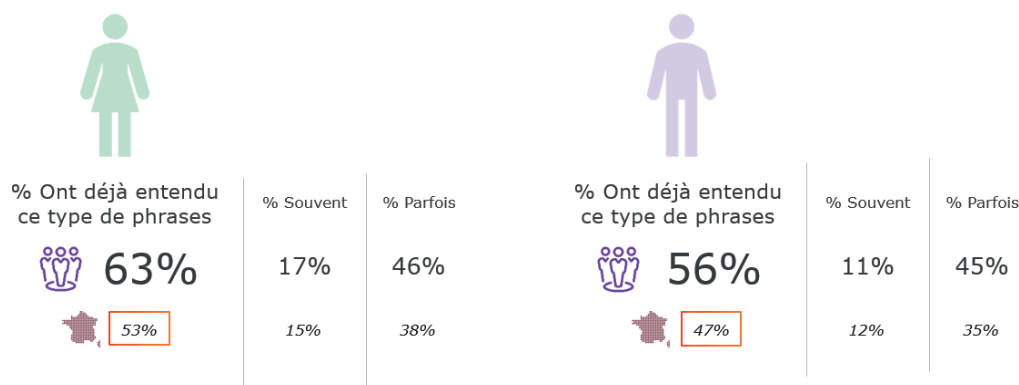 % Ont déjà entendu
ce type de phrases
% Souvent
% Parfois
63%
17%
46%
53%
15%
38%
% Ont déjà entendu
ce type de phrases
% Souvent
% Parfois
56%
11%
45%
47%
12%
35%